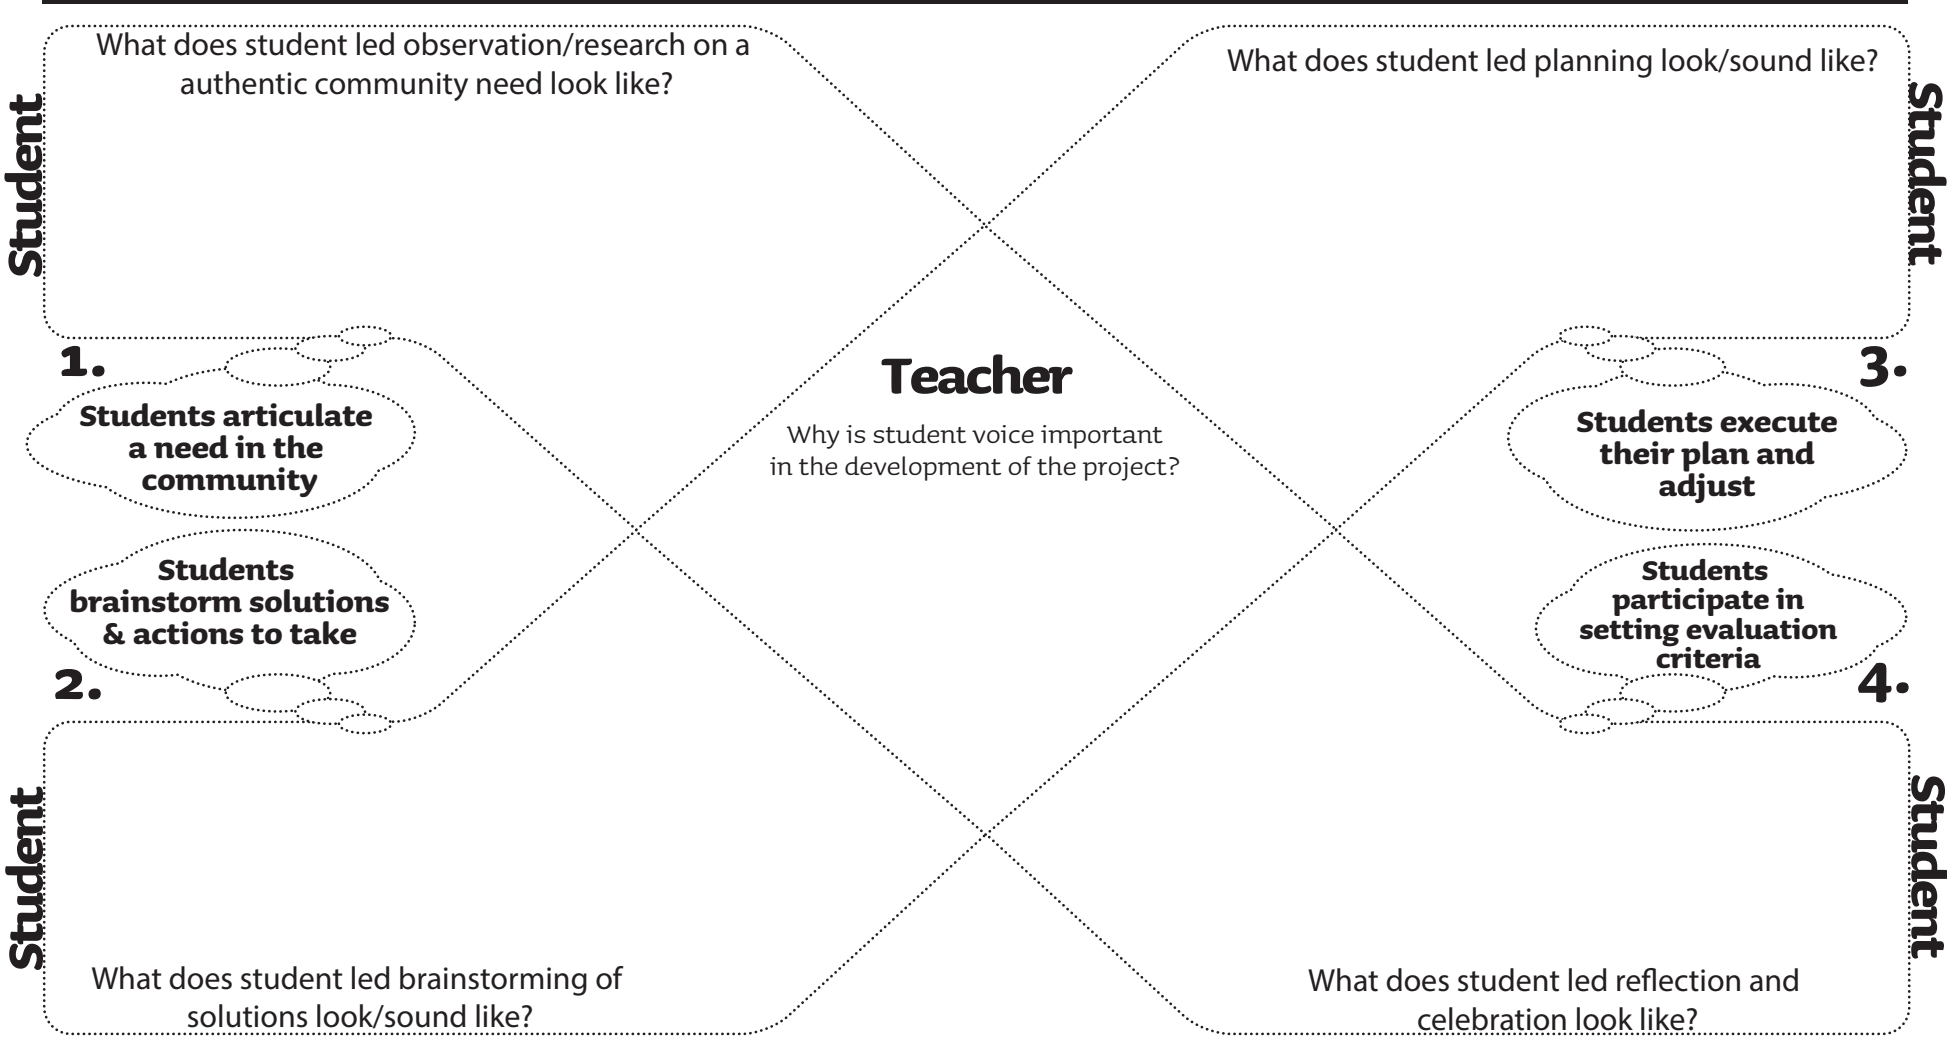 What does student led observation/research on a
authentic community need look like?
Student
1.
Students articulate
a need in the
community
Students
brainstorm solutions
& actions to take
2.
Student
What does student led brainstorming of
solutions look/sound like?
Teacher
Why is student voice important
in the development of the project?
What does student led planning look/sound like?
Student
3.
Students execute
their plan and
adjust
Students
participate in
setting evaluation
criteria
4.
Student
What does student led reflection and
celebration look like?